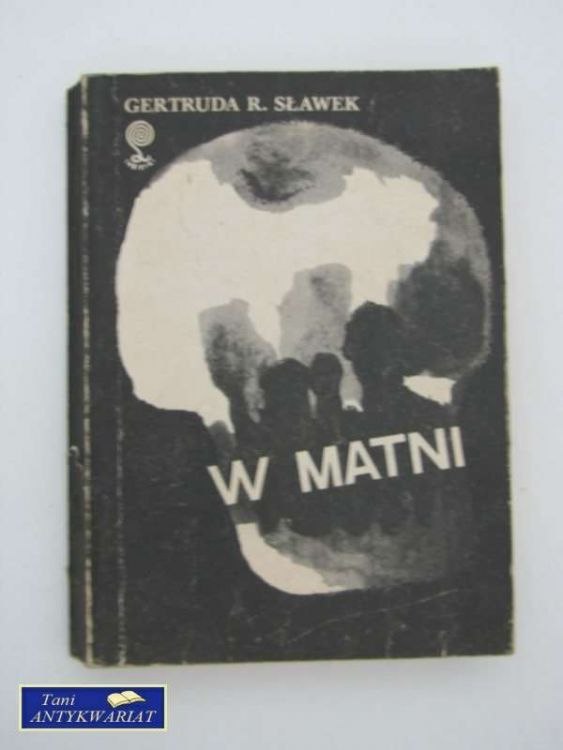 GERTRUDA R. SŁAWEK
W MATNI
Tani
ANTYKWARIAT